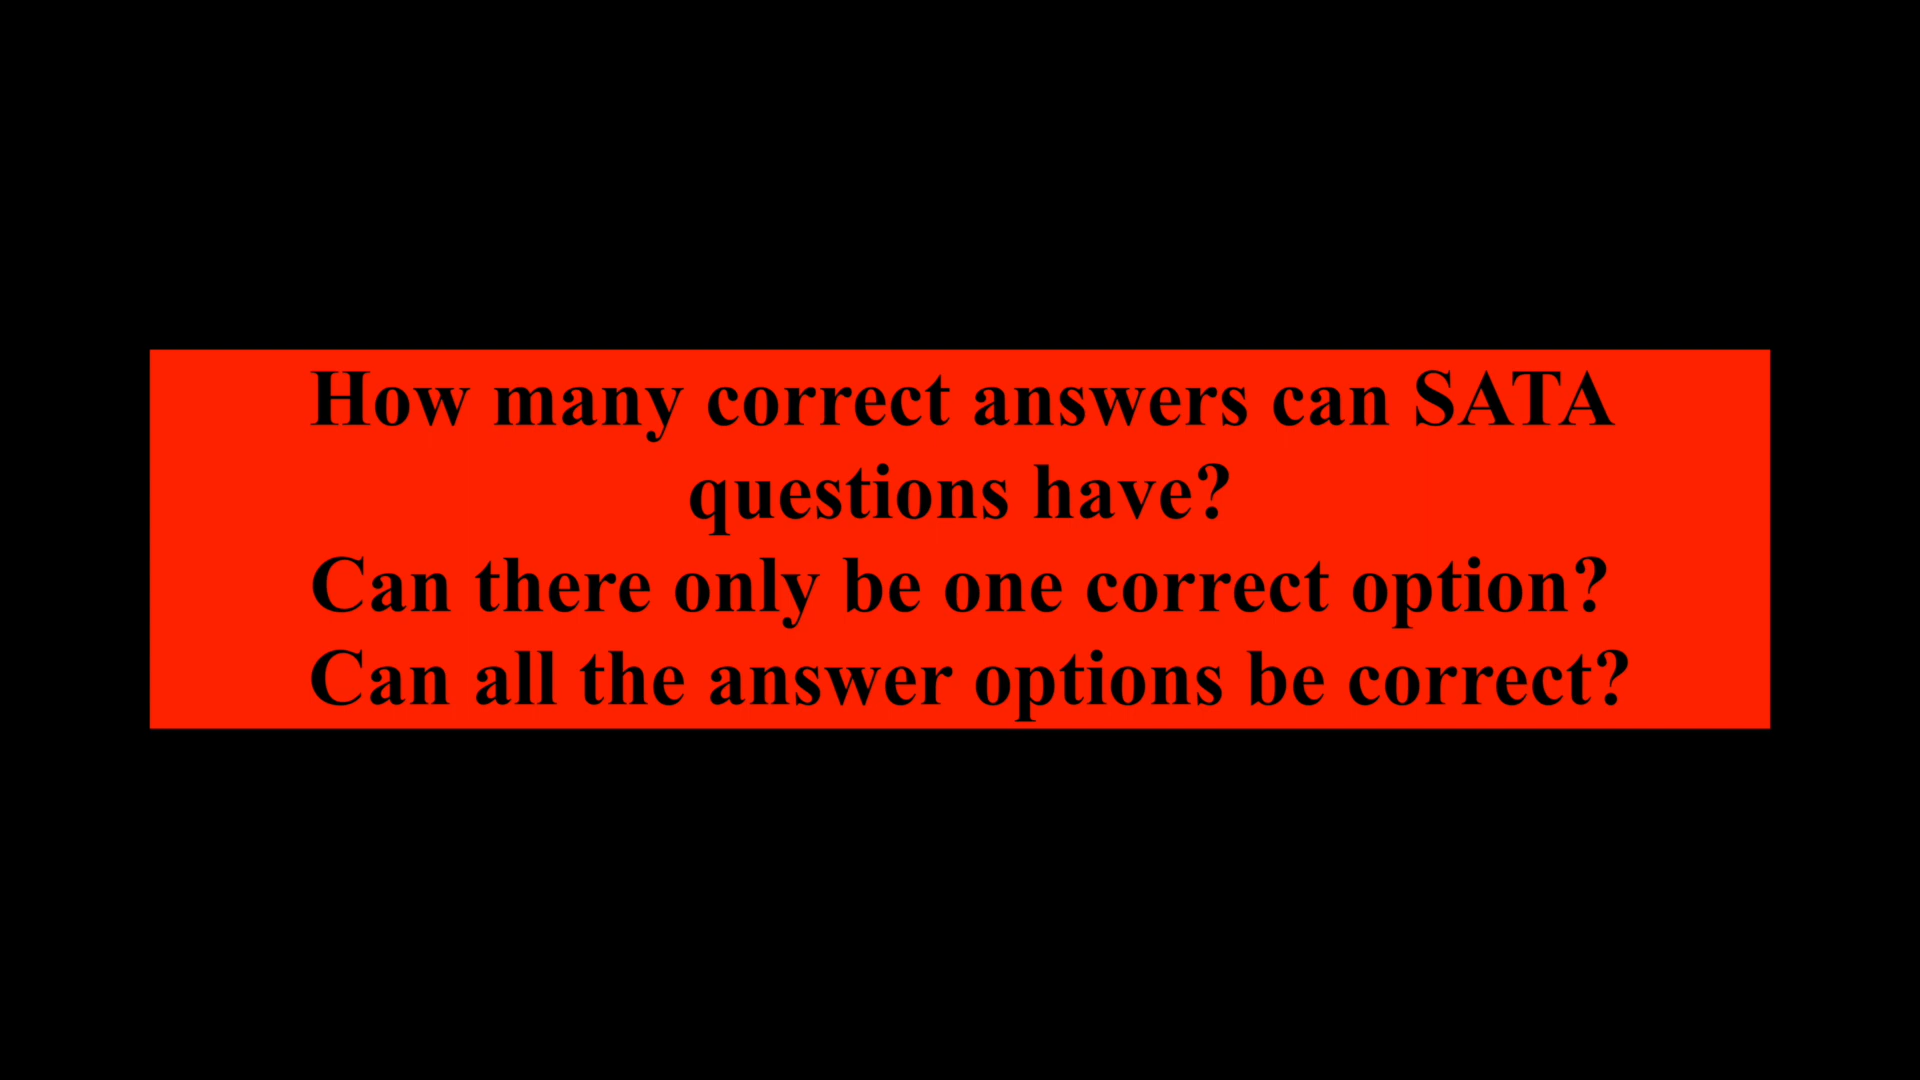 How many correct answers can SATA
questions have?
Can there only be one correct option?
Can all the answer options be correct?